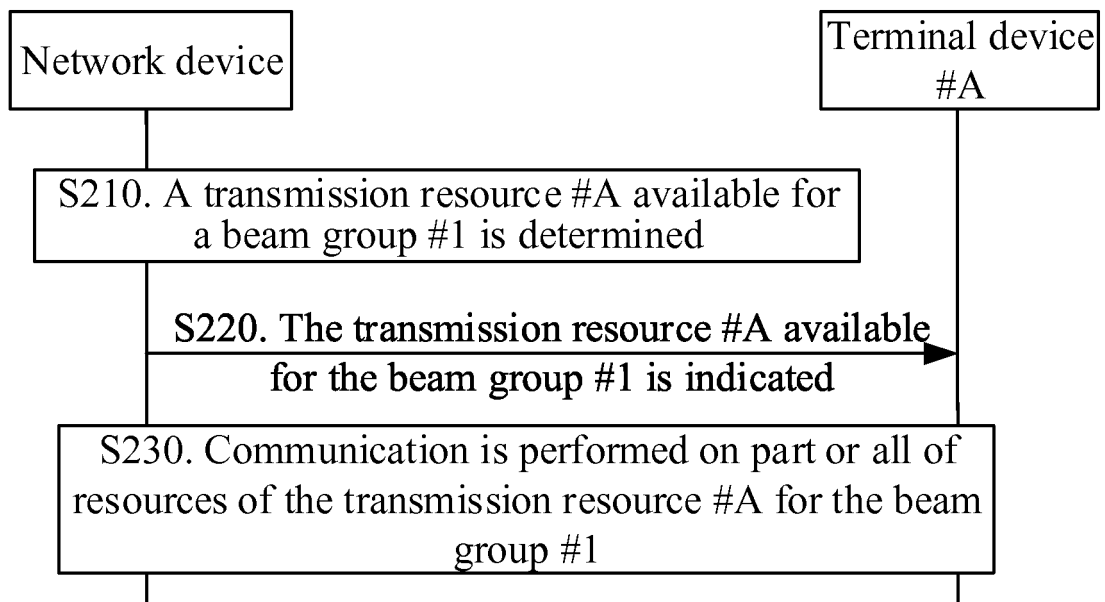 Network device
Terminal device
#A
S210. A transmission resource #A available for
a beam group #1 is determined
S220. The transmission resource #A available
for the beam group #1 is indicated
S230. Communication is performed on part or all of
resources of the transmission resource #A for the beam
group #1